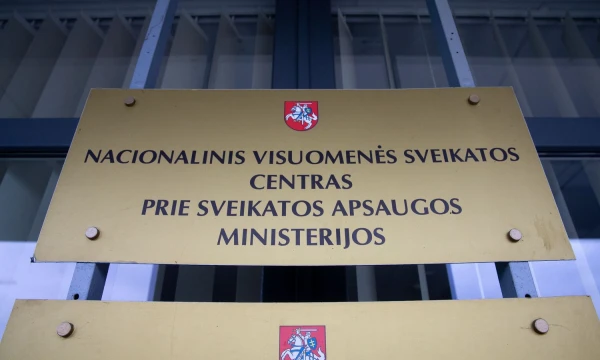 NACIONALINIS VISUOMENĖS SVEIKATOS
CENTRAS
PRIE SVEIKATOS APSAUGOS
MINISTERIJOS